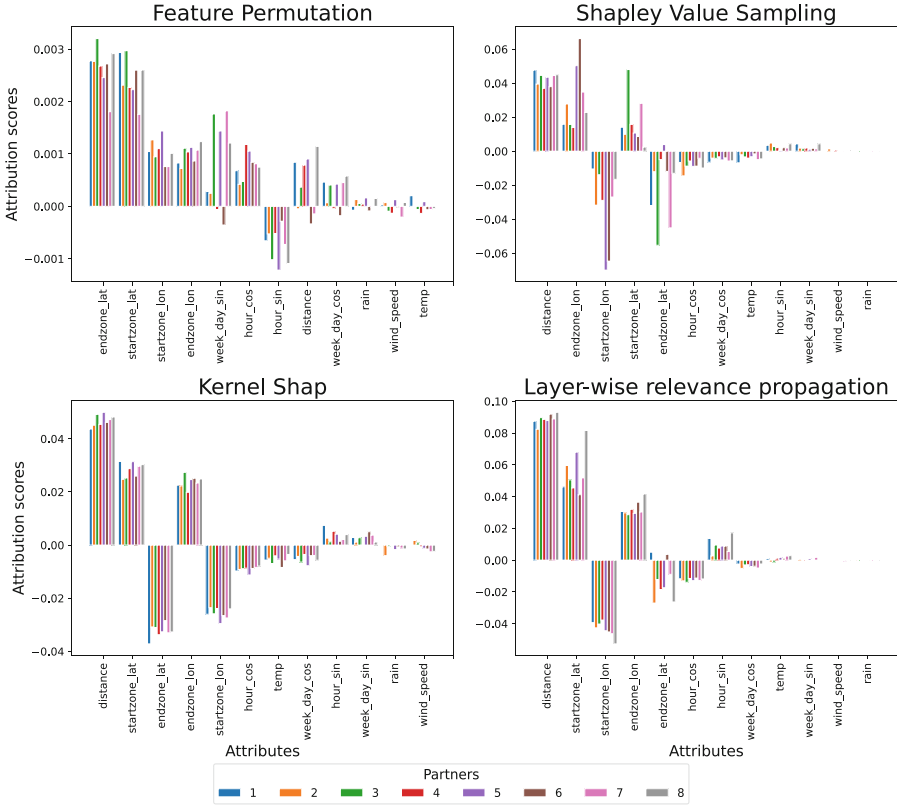 Feature Permutation
Attribution scores
0.003
0.002
0.001
0.000
−0.001
endzone_lat
startzone_lat
startzone_lon
endzone_lon
week_day_sin
hour_cos
hour_sin
distance
week_day_cos
rain
wind_speed
temp
Shapley Value Sampling
0.06
0.04
0.02
0.00
−0.02
−0.04
−0.06
distance
endzone_lon
startzone_lon
startzone_lat
endzone_lat
hour_cos
week_day_cos
temp
hour_sin
week_day_sin
wind_speed
rain
Kernel Shap
Attribution scores
0.04
0.02
0.00
−0.02
−0.04
distance
startzone_lat
endzone_lat
endzone_lon
startzone_lon
hour_cos
temp
week_day_cos
hour_sin
week_day_sin
rain
wind_speed
Attributes
Layer-wise relevance propagation
0.10
0.08
0.06
0.04
0.02
0.00
−0.02
−0.04
distance
startzone_lat
startzone_lon
endzone_lon
endzone_lat
hour_cos
hour_sin
week_day_cos
temp
week_day_sin
wind_speed
rain
Attributes
Partners
1 2 3 4 5 6 7 8